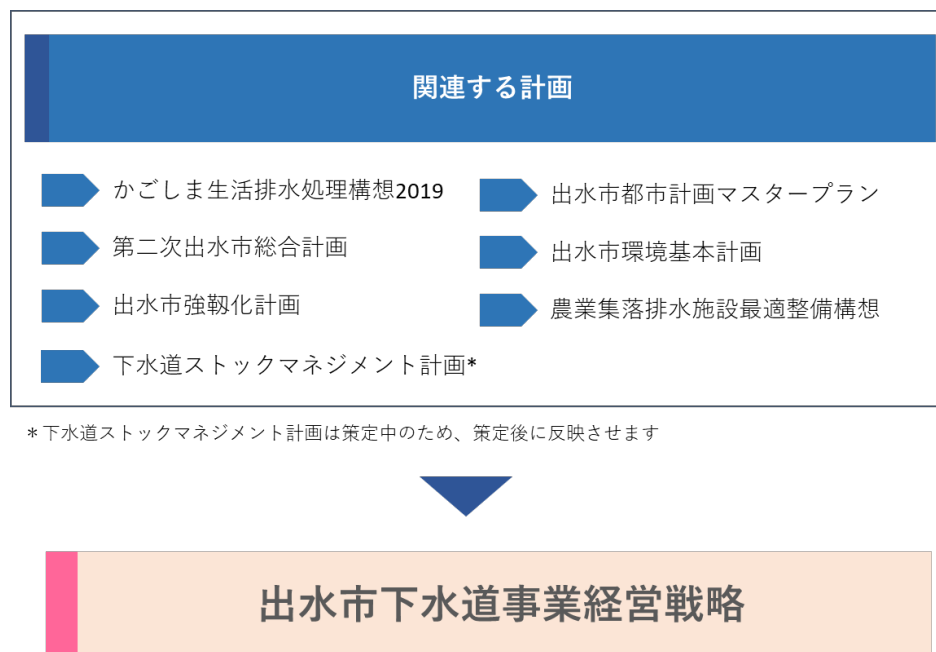 関連する計画
かごしま生活排水処理構想2019
出水市都市計画マスタープラン
第二次出水市総合計画
出水市環境基本計画
出水市強靱化計画
農業集落排水施設最適整備構想
下水道ストックマネジメント計画*
*下水道ストックマネジメント計画は策定中のため、策定後に反映させます
出水市下水道事業経営戦略